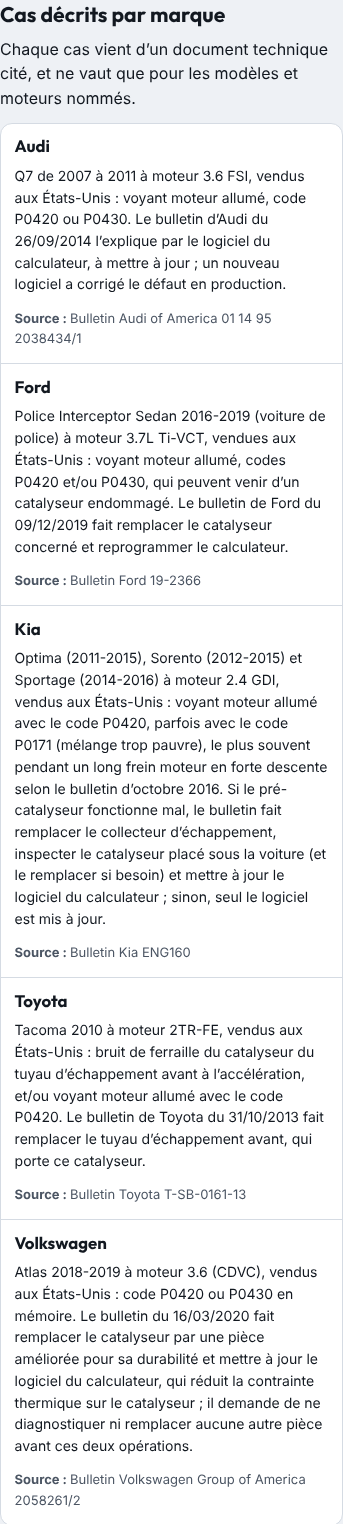 Cas décrits par marque
Chaque cas vient d’un document technique
cité, et ne vaut que pour les modèles et
moteurs nommés.
Audi
Q7 de 2007 à 2011 à moteur 3.6 FSI, vendus
aux États-Unis : voyant moteur allumé, code
P0420 ou P0430. Le bulletin d’Audi du
26/09/2014 l’explique par le logiciel du
calculateur, à mettre à jour ; un nouveau
logiciel a corrigé le défaut en production.
Source : Bulletin Audi of America 01 14 95
2038434/1
Ford
Police Interceptor Sedan 2016-2019 (voiture de
police) à moteur 3.7L Ti-VCT, vendues aux
États-Unis : voyant moteur allumé, codes
P0420 et/ou P0430, qui peuvent venir d’un
catalyseur endommagé. Le bulletin de Ford du
09/12/2019 fait remplacer le catalyseur
concerné et reprogrammer le calculateur.
Source : Bulletin Ford 19-2366
Kia
Optima (2011-2015), Sorento (2012-2015) et
Sportage (2014-2016) à moteur 2.4 GDI,
vendus aux États-Unis : voyant moteur allumé
avec le code P0420, parfois avec le code
P0171 (mélange trop pauvre), le plus souvent
pendant un long frein moteur en forte descente
selon le bulletin d’octobre 2016. Si le pré-
catalyseur fonctionne mal, le bulletin fait
remplacer le collecteur d’échappement,
inspecter le catalyseur placé sous la voiture (et
le remplacer si besoin) et mettre à jour le
logiciel du calculateur ; sinon, seul le logiciel
est mis à jour.
Source : Bulletin Kia ENG160
Toyota
Tacoma 2010 à moteur 2TR-FE, vendus aux
États-Unis : bruit de ferraille du catalyseur du
tuyau d’échappement avant à l’accélération,
et/ou voyant moteur allumé avec le code
P0420. Le bulletin de Toyota du 31/10/2013 fait
remplacer le tuyau d’échappement avant, qui
porte ce catalyseur.
Source : Bulletin Toyota T-SB-0161-13
Volkswagen
Atlas 2018-2019 à moteur 3.6 (CDVC), vendus
aux États-Unis : code P0420 ou P0430 en
mémoire. Le bulletin du 16/03/2020 fait
remplacer le catalyseur par une pièce
améliorée pour sa durabilité et mettre à jour le
logiciel du calculateur, qui réduit la contrainte
thermique sur le catalyseur ; il demande de ne
diagnostiquer ni remplacer aucune autre pièce
avant ces deux opérations.
Source : Bulletin Volkswagen Group of America
2058261/2